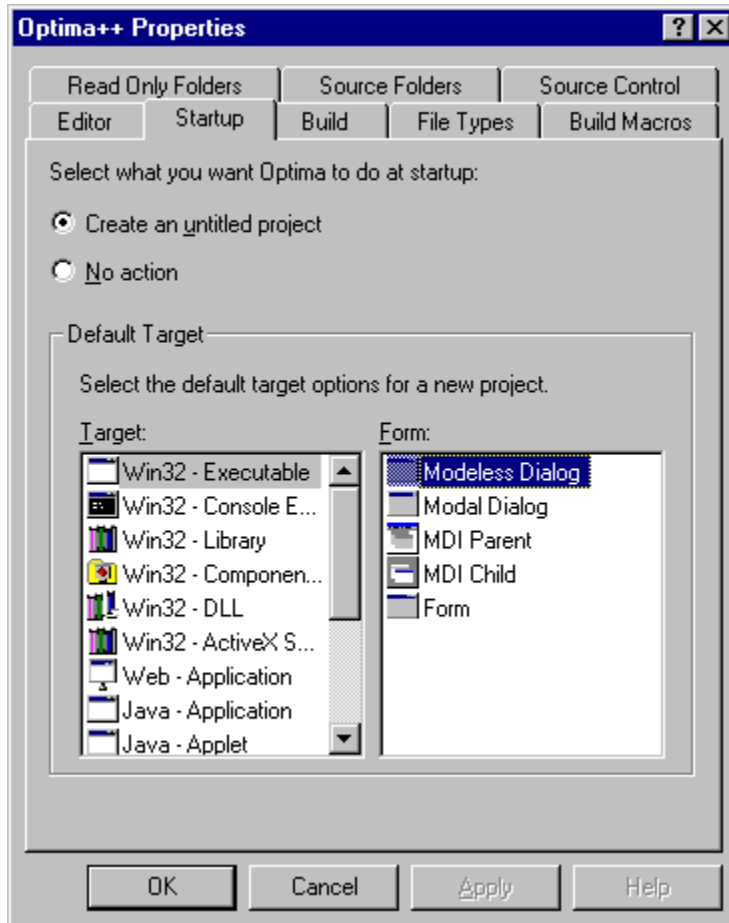 Optima++ Properties
Read Only Folders Source Folders Source Control
Editor Startup Build File Types Build Macros
Select what you want Optima to do at startup:
Create an untitled project
No action
Default Target
Select the default target options for a new project.
Target: Form:
Win32 - Executable Modeless Dialog
Win32 - Console E... Modal Dialog
Win32 - Library MDI Parent
Win32 - Componen... MDI Child
Win32 - DLL Form
Win32 - ActiveX S...
Web - Application
Java - Application
Java - Applet
OK Cancel Apply Help